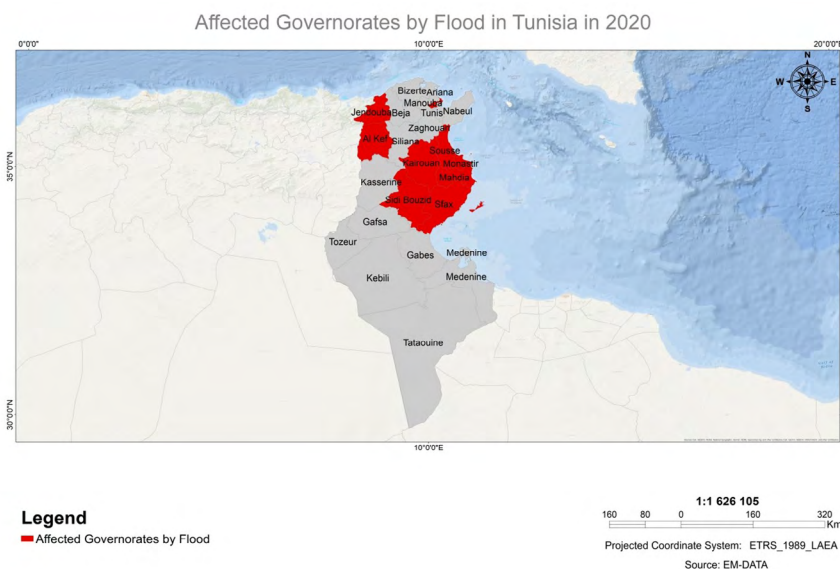 Affected Governorates by Flood in Tunisia in 2020
0°0'0"
10°0'0"E
20°0'0"E
N
W
E
S
35°0'0"N
30°0'0"N
Bizerte
Ariana
Manouba
Jendouba
Beja
Tunis
Nabeul
Zaghouan
Al Kef
Siliana
Sousse
Kairouan
Monastir
Mahdia
Kasserine
Sidi Bouzid
Sfax
Gafsa
Tozeur
Gabes
Medenine
Kebili
Medenine
Tataouine
10°0'0"E
Legend
Affected Governorates by Flood
1:1 626 105
160 80 0 160 320
Km
Projected Coordinate System: ETRS_1989_LAEA
Source: EM-DATA